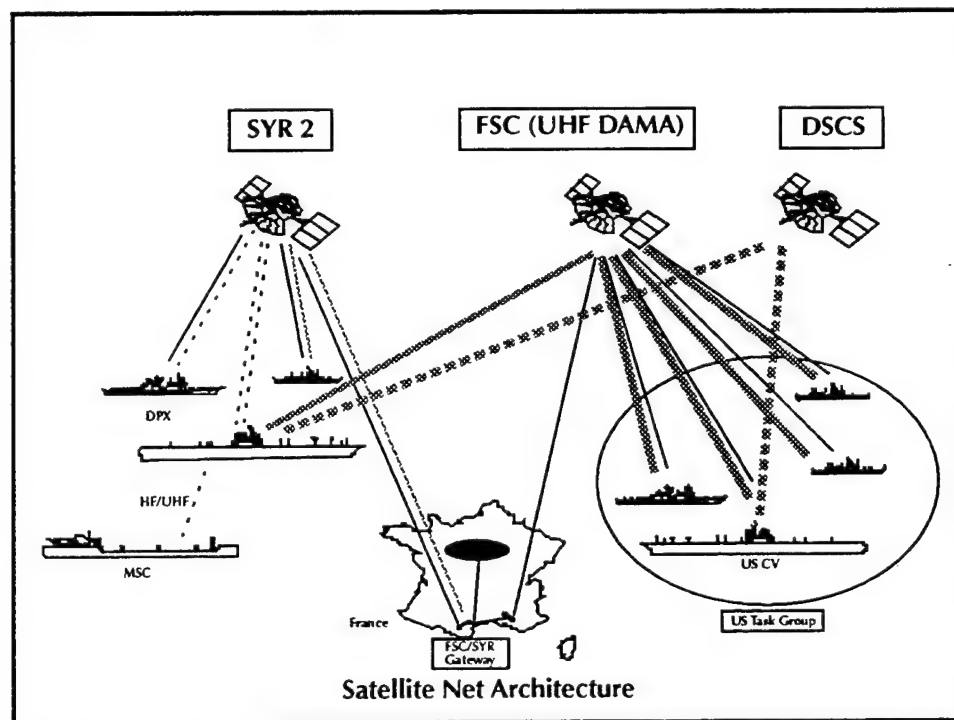 SYR 2
FSC (UHF DAMA)
DSCS
DPX
HF/UHF
MSC
US CV
France
US Task Group
FSC/SYR
Gateway
Satellite Net Architecture